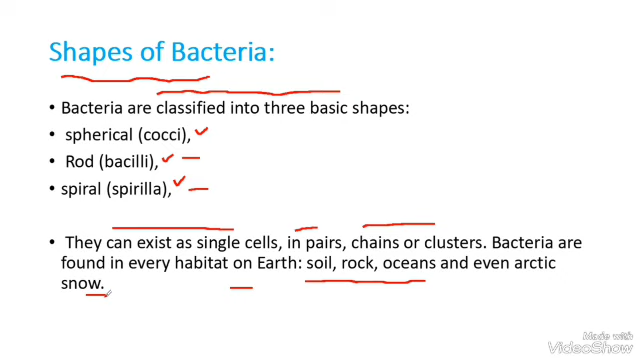 Shapes of Bacteria:
• Bacteria are classified into three basic shapes:
• spherical (cocci),
• Rod (bacilli),
• spiral (spirilla),
• They can exist as single cells, in pairs, chains or clusters. Bacteria are
found in every habitat on Earth: soil, rock, oceans and even arctic
snow.
Made with
VideoShow